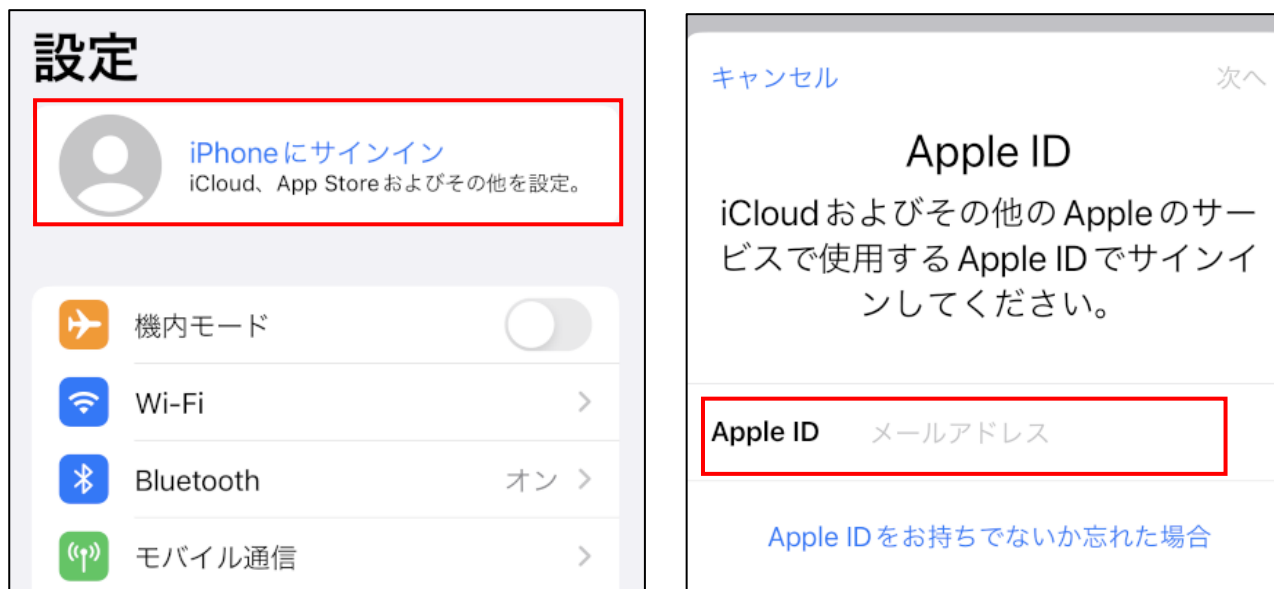 設定
iPhoneにサインイン
iCloud、App Storeおよびその他を設定。
機内モード
Wi-Fi
Bluetooth オン
モバイル通信
キャンセル 次へ
Apple ID
iCloudおよびその他のAppleのサー
ビスで使用するApple IDでサインイ
ンしてください。
Apple ID メールアドレス
Apple IDをお持ちでないか忘れた場合